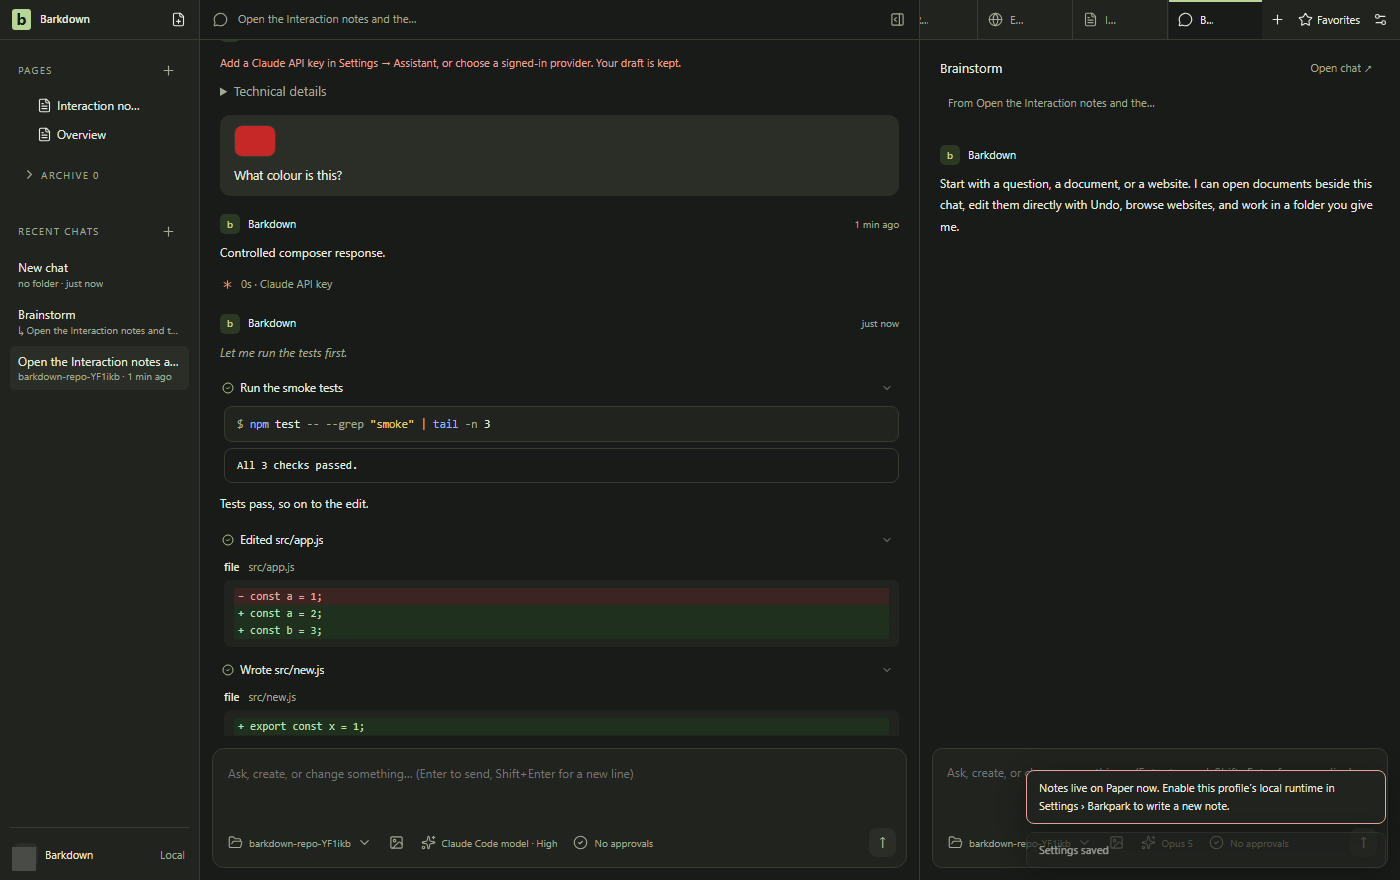 b Barkdown
PAGES
Interaction no...
Overview
ARCHIVE 0
RECENT CHATS
New chat
no folder · just now
Brainstorm
↳ Open the Interaction notes and t...
Open the Interaction notes a...
barkdown-repo-YF1ikb · 1 min ago
Barkdown Local
Open the Interaction notes and the...
Add a Claude API key in Settings → Assistant, or choose a signed-in provider. Your draft is kept.
Technical details
What colour is this?
b Barkdown 1 min ago
Controlled composer response.
0s · Claude API key
b Barkdown just now
Let me run the tests first.
Run the smoke tests
$ npm test -- --grep "smoke" | tail -n 3
All 3 checks passed.
Tests pass, so on to the edit.
Edited src/app.js
file src/app.js
- const a = 1;
+ const a = 2;
+ const b = 3;
Wrote src/new.js
file src/new.js
+ export const x = 1;
Ask, create, or change something... (Enter to send, Shift+Enter for a new line)
barkdown-repo-YF1ikb Claude Code model · High No approvals
E... I... B... Favorites
Brainstorm Open chat ↗
From Open the Interaction notes and the...
b Barkdown
Start with a question, a document, or a website. I can open documents beside this
chat, edit them directly with Undo, browse websites, and work in a folder you give
me.
Ask, create, or
Notes live on Paper now. Enable this profile's local runtime in
Settings › Barkpark to write a new note.
barkdown-repo-YF1ikb Opus 5 No approvals
Settings saved